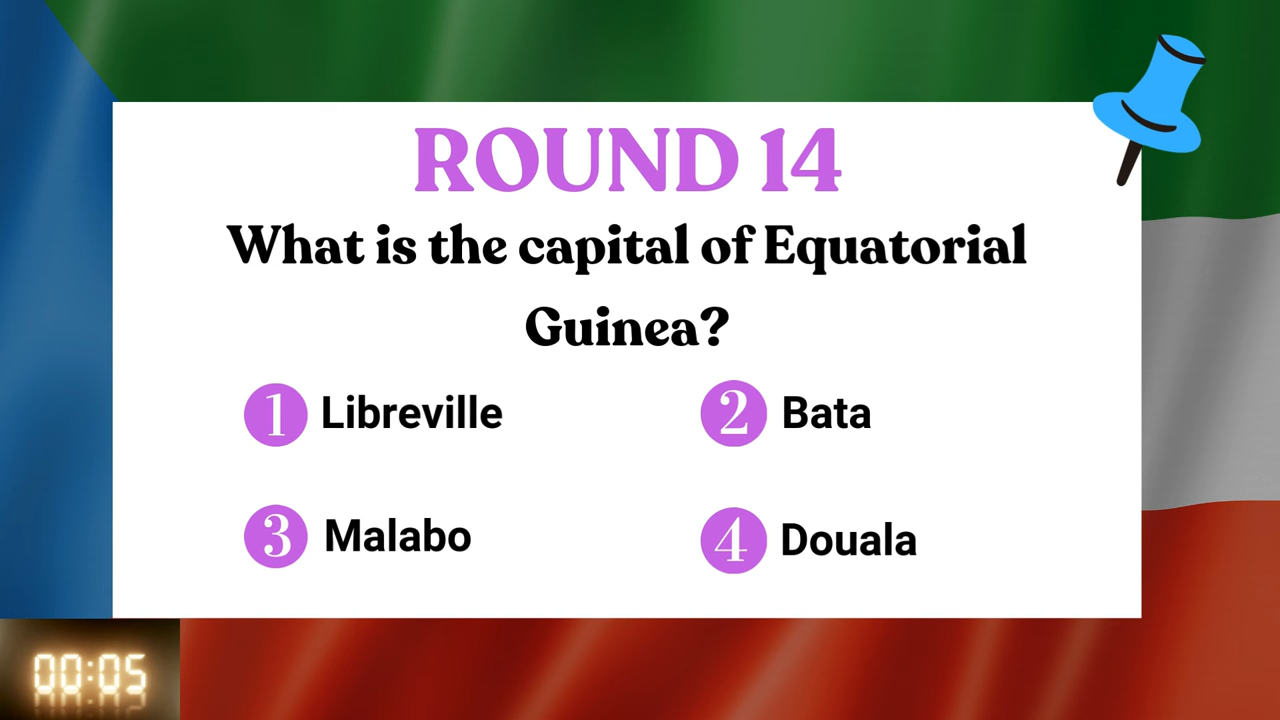 ROUND 14
What is the capital of Equatorial
Guinea?
1 Libreville
2 Bata
3 Malabo
4 Douala
00:05